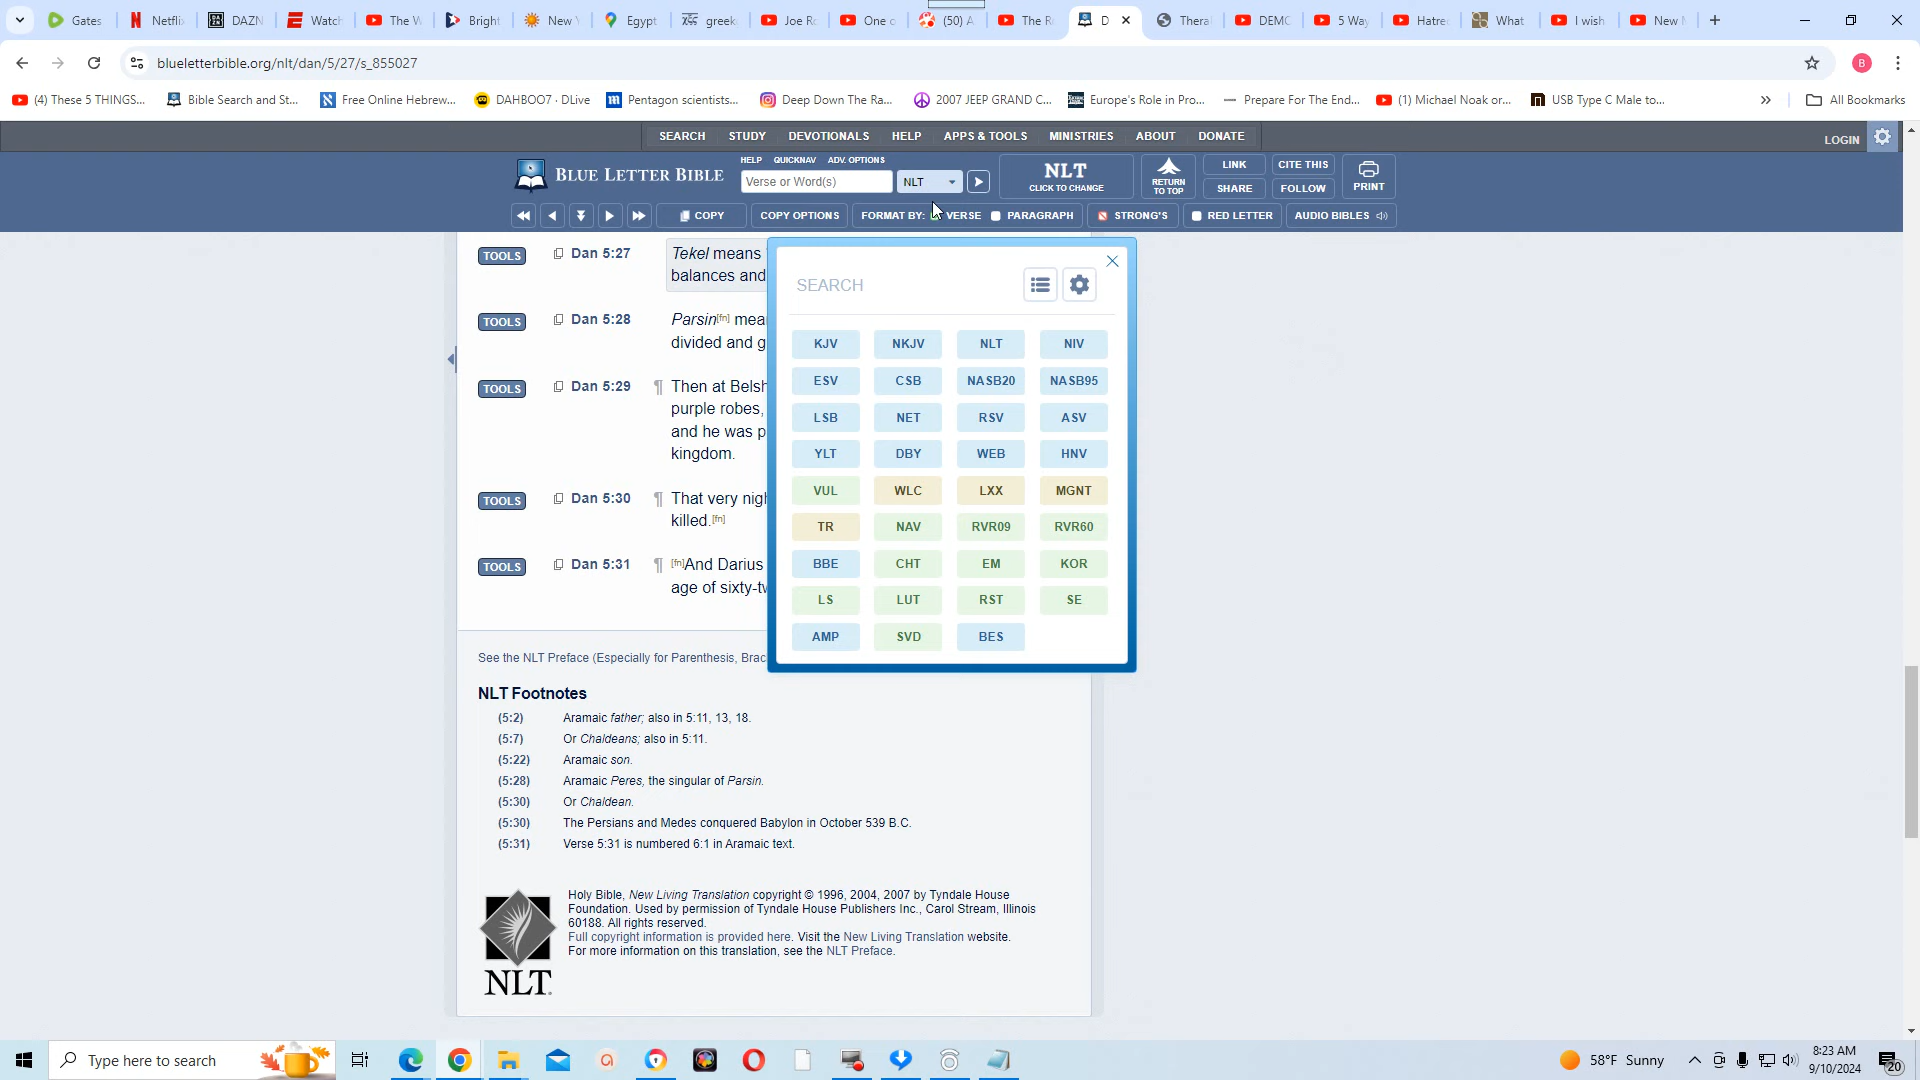 Gates
Netfli
DAZN
Watch
The W
Bright
New
Egypt
greek
Joe Ro
One o
(50) A
The R
D
Thera
DEMC
5 Way
Hatre
What
I wish
New
blueletterbible.org/nlt/dan/5/27/s_855027
B
(4) These 5 THINGS...
Bible Search and St...
Free Online Hebrew...
DAHBOO7 · DLive
Pentagon scientists...
Deep Down The Ra...
2007 JEEP GRAND C...
Europe's Role in Pro...
Prepare For The End...
(1) Michael Noak or...
USB Type C Male to...
All Bookmarks
SEARCH STUDY DEVOTIONALS HELP APPS & TOOLS MINISTRIES ABOUT DONATE
LOGIN
BLUE LETTER BIBLE
HELP QUICKNAV ADV. OPTIONS
Verse or Word(s)
NLT
NLT
CLICK TO CHANGE
RETURN
TO TOP
LINK
CITE THIS
SHARE
FOLLOW
PRINT
COPY
COPY OPTIONS
FORMAT BY: VERSE PARAGRAPH
STRONG'S
RED LETTER
AUDIO BIBLES
TOOLS Dan 5:27 Tekel means
balances and
TOOLS Dan 5:28 Parsin[fn] mea
divided and g
TOOLS Dan 5:29 ¶ Then at Belsh
purple robes,
and he was p
kingdom.
TOOLS Dan 5:30 ¶ That very nigh
killed.[fn]
TOOLS Dan 5:31 ¶ [fn]And Darius
age of sixty-tw
SEARCH
KJV NKJV NLT NIV
ESV CSB NASB20 NASB95
LSB NET RSV ASV
YLT DBY WEB HNV
VUL WLC LXX MGNT
TR NAV RVR09 RVR60
BBE CHT EM KOR
LS LUT RST SE
AMP SVD BES
See the NLT Preface (Especially for Parenthesis, Brac
NLT Footnotes
(5:2) Aramaic father; also in 5:11, 13, 18.
(5:7) Or Chaldeans; also in 5:11.
(5:22) Aramaic son.
(5:28) Aramaic Peres, the singular of Parsin.
(5:30) Or Chaldean.
(5:30) The Persians and Medes conquered Babylon in October 539 B.C.
(5:31) Verse 5:31 is numbered 6:1 in Aramaic text.
NLT
Holy Bible, New Living Translation copyright © 1996, 2004, 2007 by Tyndale House
Foundation. Used by permission of Tyndale House Publishers Inc., Carol Stream, Illinois
60188. All rights reserved.
Full copyright information is provided here. Visit the New Living Translation website.
For more information on this translation, see the NLT Preface.
Type here to search
58°F Sunny
8:23 AM
9/10/2024
20